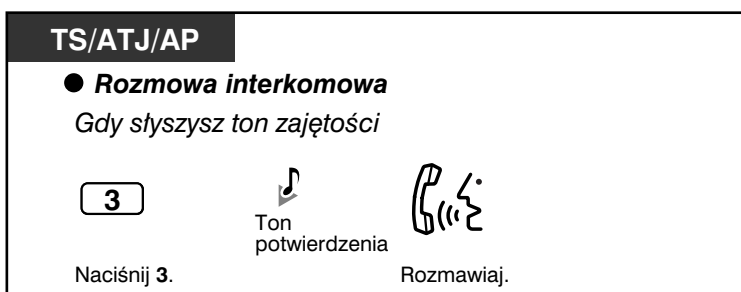 TS/ATJ/AP
● Rozmowa interkomowa
Gdy słyszysz ton zajętości
3
Ton
potwierdzenia
Naciśnij 3.
Rozmawiaj.